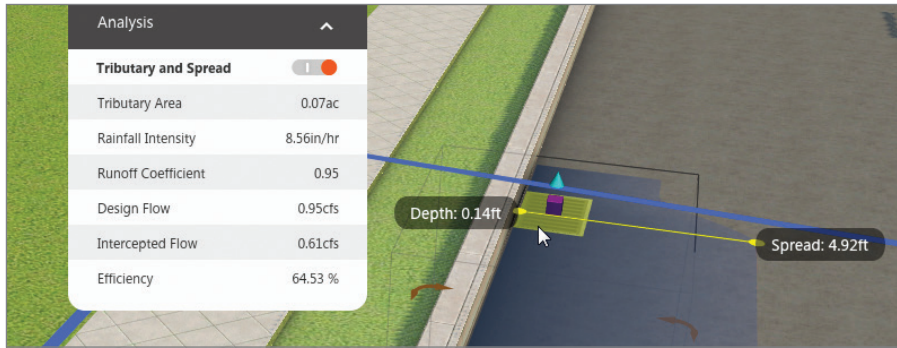 Analysis
Tributary and Spread
Tributary Area 0.07ac
Rainfall Intensity 8.56in/hr
Runoff Coefficient 0.95
Design Flow 0.95cfs
Intercepted Flow 0.61cfs
Efficiency 64.53 %
Depth: 0.14ft
Spread: 4.92ft